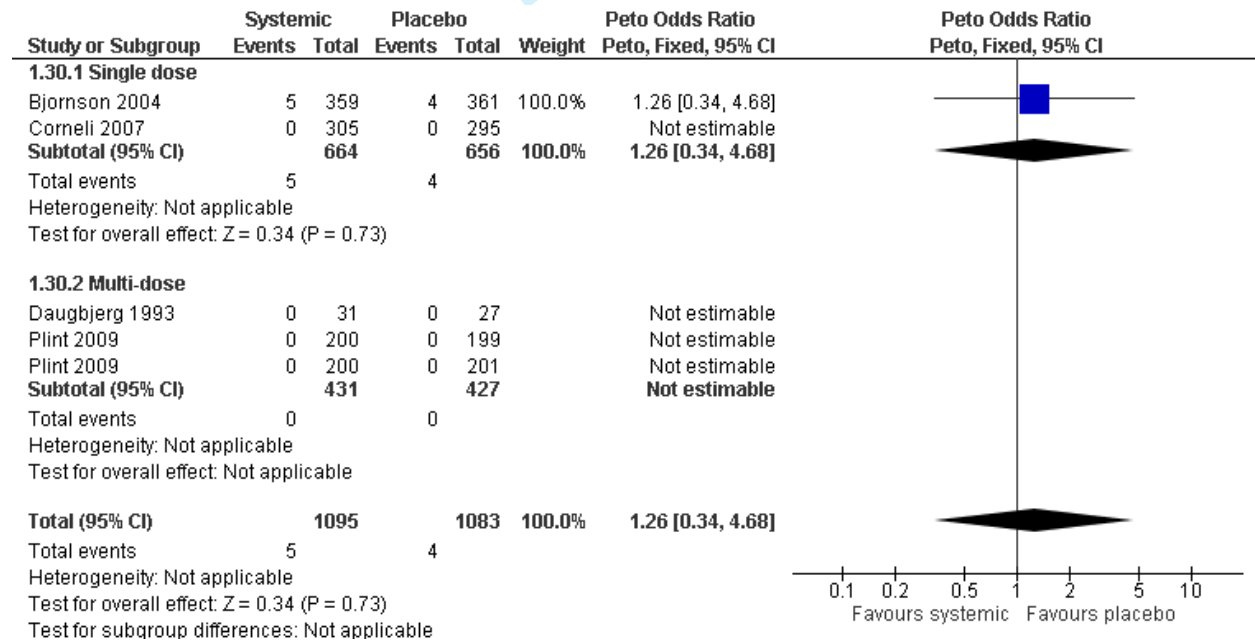 Systemic Placebo Peto Odds Ratio Peto Odds Ratio
Study or Subgroup Events Total Events Total Weight Peto, Fixed, 95% CI Peto, Fixed, 95% CI
1.30.1 Single dose
Bjornson 2004 5 359 4 361 100.0% 1.26 [0.34, 4.68]
Corneli 2007 0 305 0 295 Not estimable
Subtotal (95% CI) 664 656 100.0% 1.26 [0.34, 4.68]
Total events 5 4
Heterogeneity: Not applicable
Test for overall effect: Z = 0.34 (P = 0.73)
1.30.2 Multi-dose
Daugbjerg 1993 0 31 0 27 Not estimable
Plint 2009 0 200 0 199 Not estimable
Plint 2009 0 200 0 201 Not estimable
Subtotal (95% CI) 431 427 Not estimable
Total events 0 0
Heterogeneity: Not applicable
Test for overall effect: Not applicable
Total (95% CI) 1095 1083 100.0% 1.26 [0.34, 4.68]
Total events 5 4
Heterogeneity: Not applicable
Test for overall effect: Z = 0.34 (P = 0.73)
Test for subgroup differences: Not applicable
0.1 0.2 0.5 1 2 5 10
Favours systemic Favours placebo